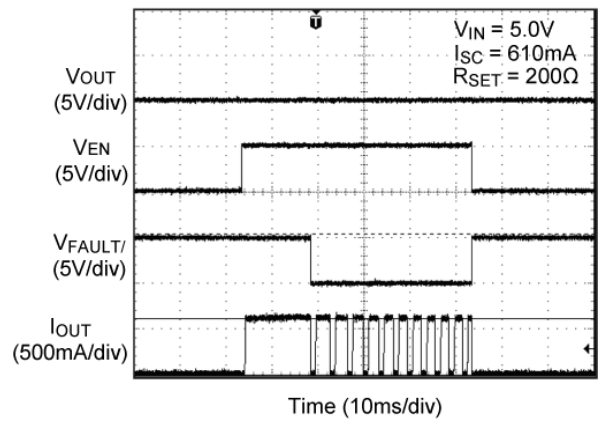 T
VIN = 5.0V
ISC = 610mA
RSET = 200Ω
VOUT
(5V/div)
VEN
(5V/div)
VFAULT/
(5V/div)
IOUT
(500mA/div)
Time (10ms/div)